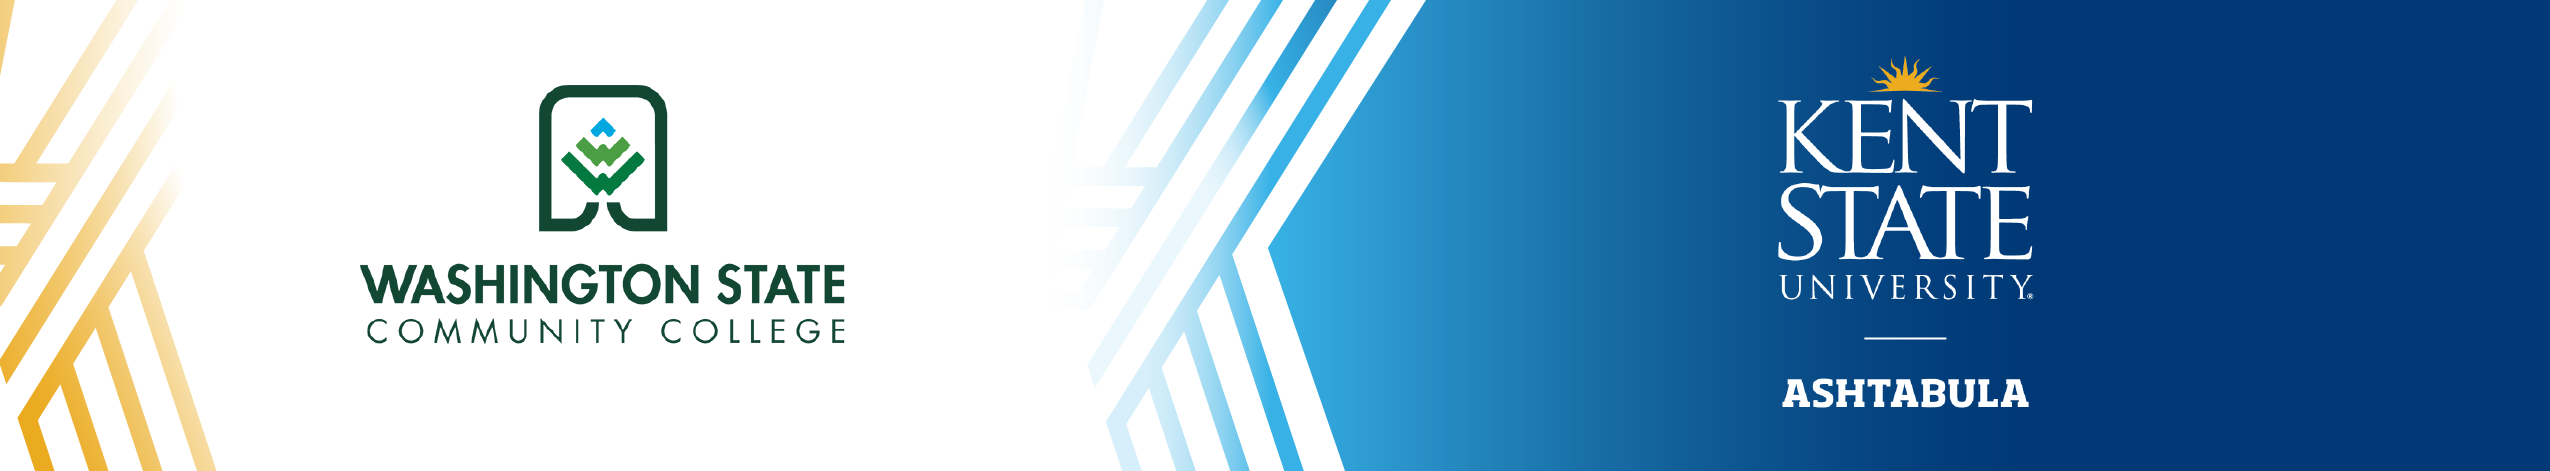 WASHINGTON STATE
COMMUNITY COLLEGE
KENT
STATE
UNIVERSITY®
ASHTABULA